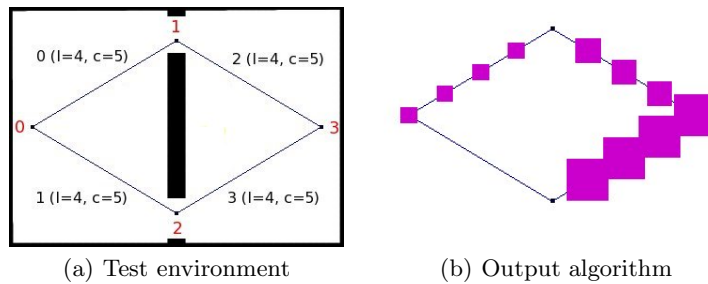 1
0 (l=4, c=5)
2 (l=4, c=5)
0
3
1 (l=4, c=5)
3 (l=4, c=5)
2
(a) Test environment
(b) Output algorithm